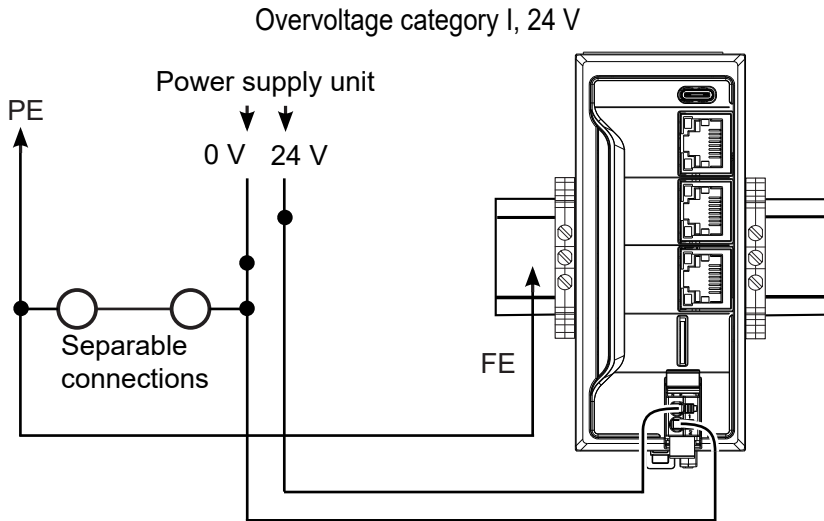 Overvoltage category I, 24 V
Power supply unit
PE
0 V 24 V
Separable
connections
FE